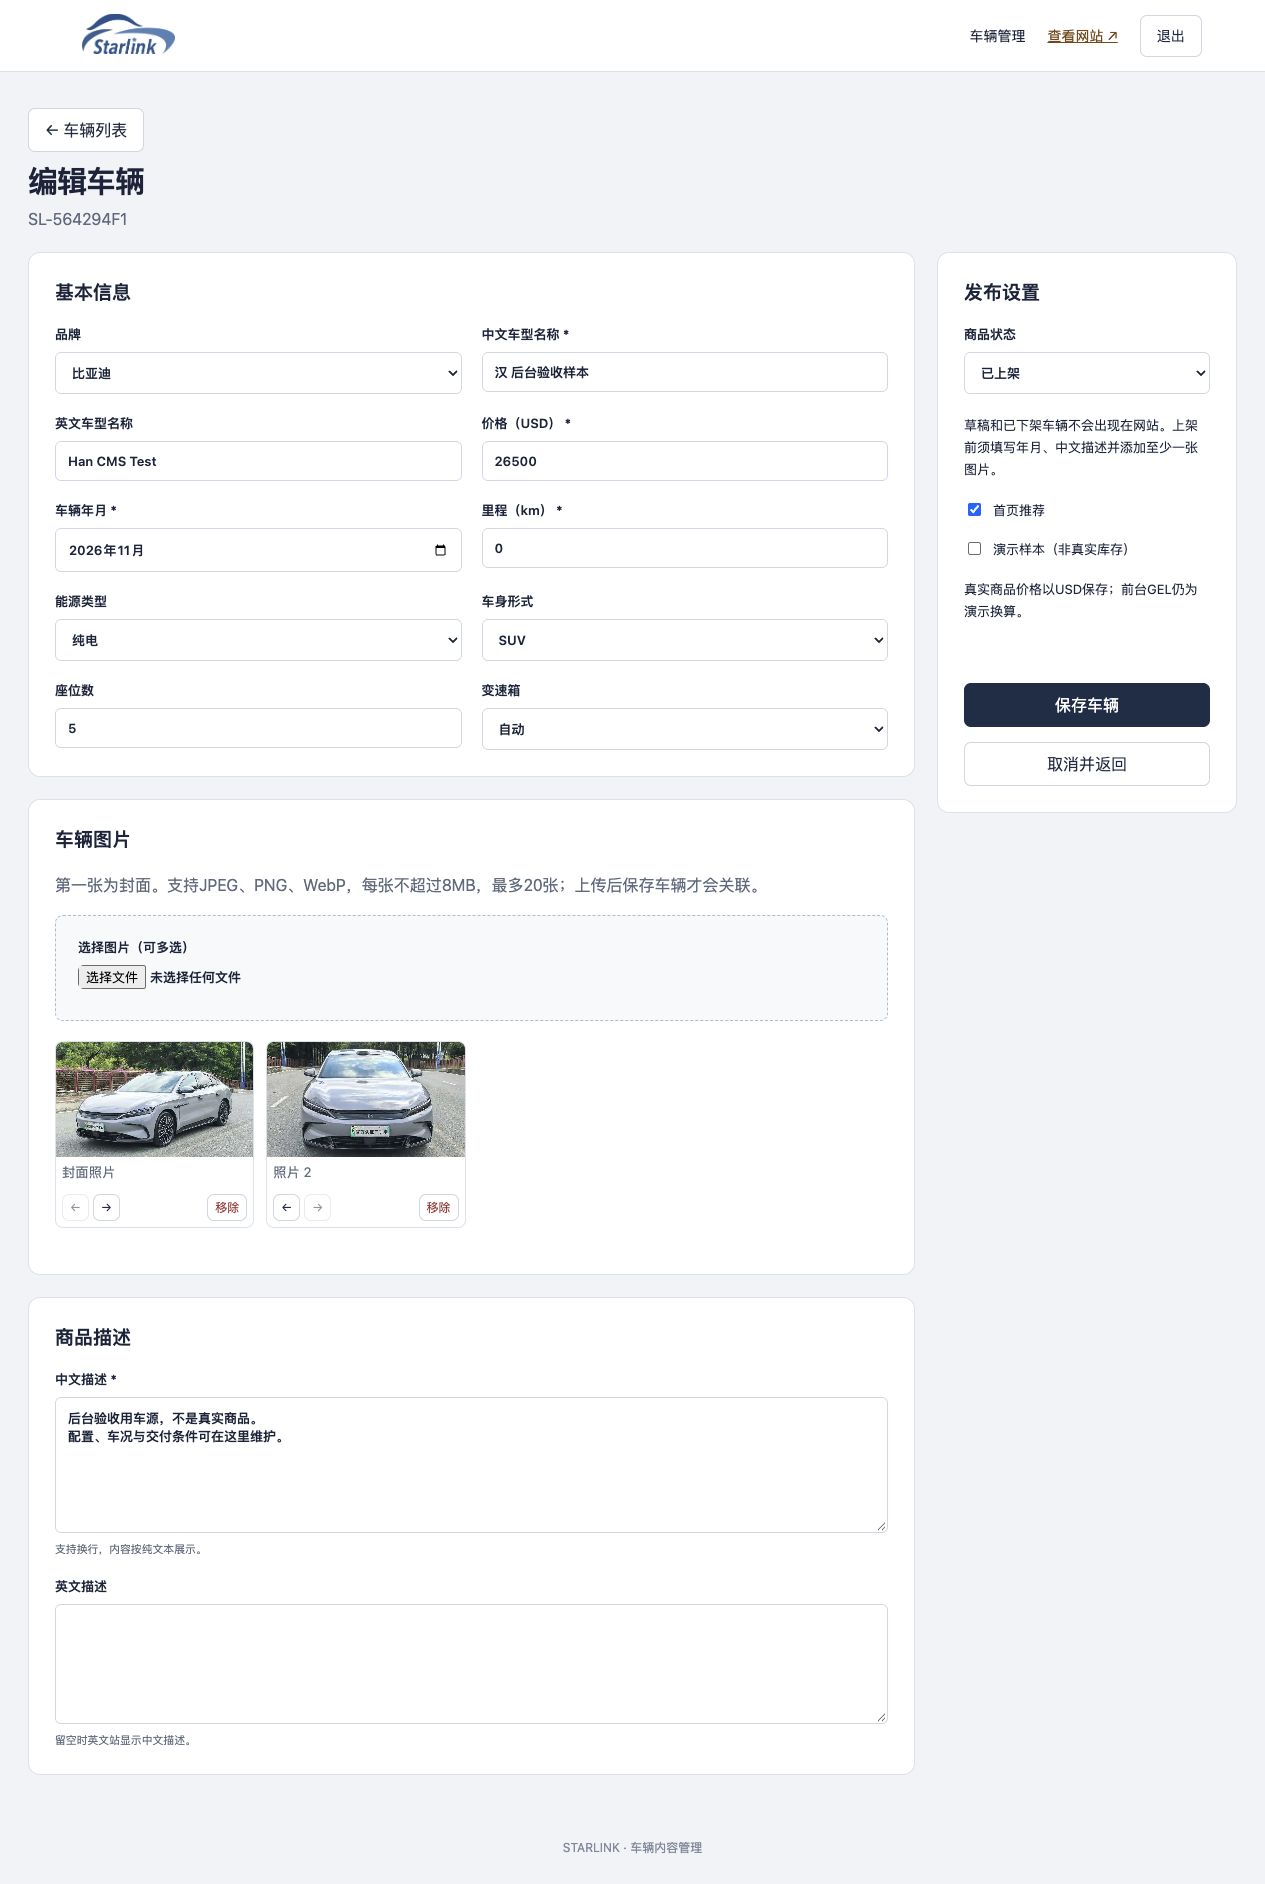 Starlink
车辆管理
查看网站 ↗
退出
← 车辆列表
编辑车辆
SL-564294F1
基本信息
品牌
比亚迪
中文车型名称 *
汉 后台验收样本
英文车型名称
Han CMS Test
价格（USD） *
26500
车辆年月 *
2026年11月
里程（km） *
0
能源类型
纯电
车身形式
SUV
座位数
5
变速箱
自动
发布设置
商品状态
已上架
草稿和已下架车辆不会出现在网站。上架
前须填写年月、中文描述并添加至少一张
图片。
首页推荐
演示样本（非真实库存）
真实商品价格以USD保存；前台GEL仍为
演示换算。
保存车辆
取消并返回
车辆图片
第一张为封面。支持JPEG、PNG、WebP，每张不超过8MB，最多20张；上传后保存车辆才会关联。
选择图片（可多选）
选择文件 未选择任何文件
封面照片
← → 移除
照片 2
← → 移除
商品描述
中文描述 *
后台验收用车源，不是真实商品。
配置、车况与交付条件可在这里维护。
支持换行，内容按纯文本展示。
英文描述
留空时英文站显示中文描述。
STARLINK · 车辆内容管理